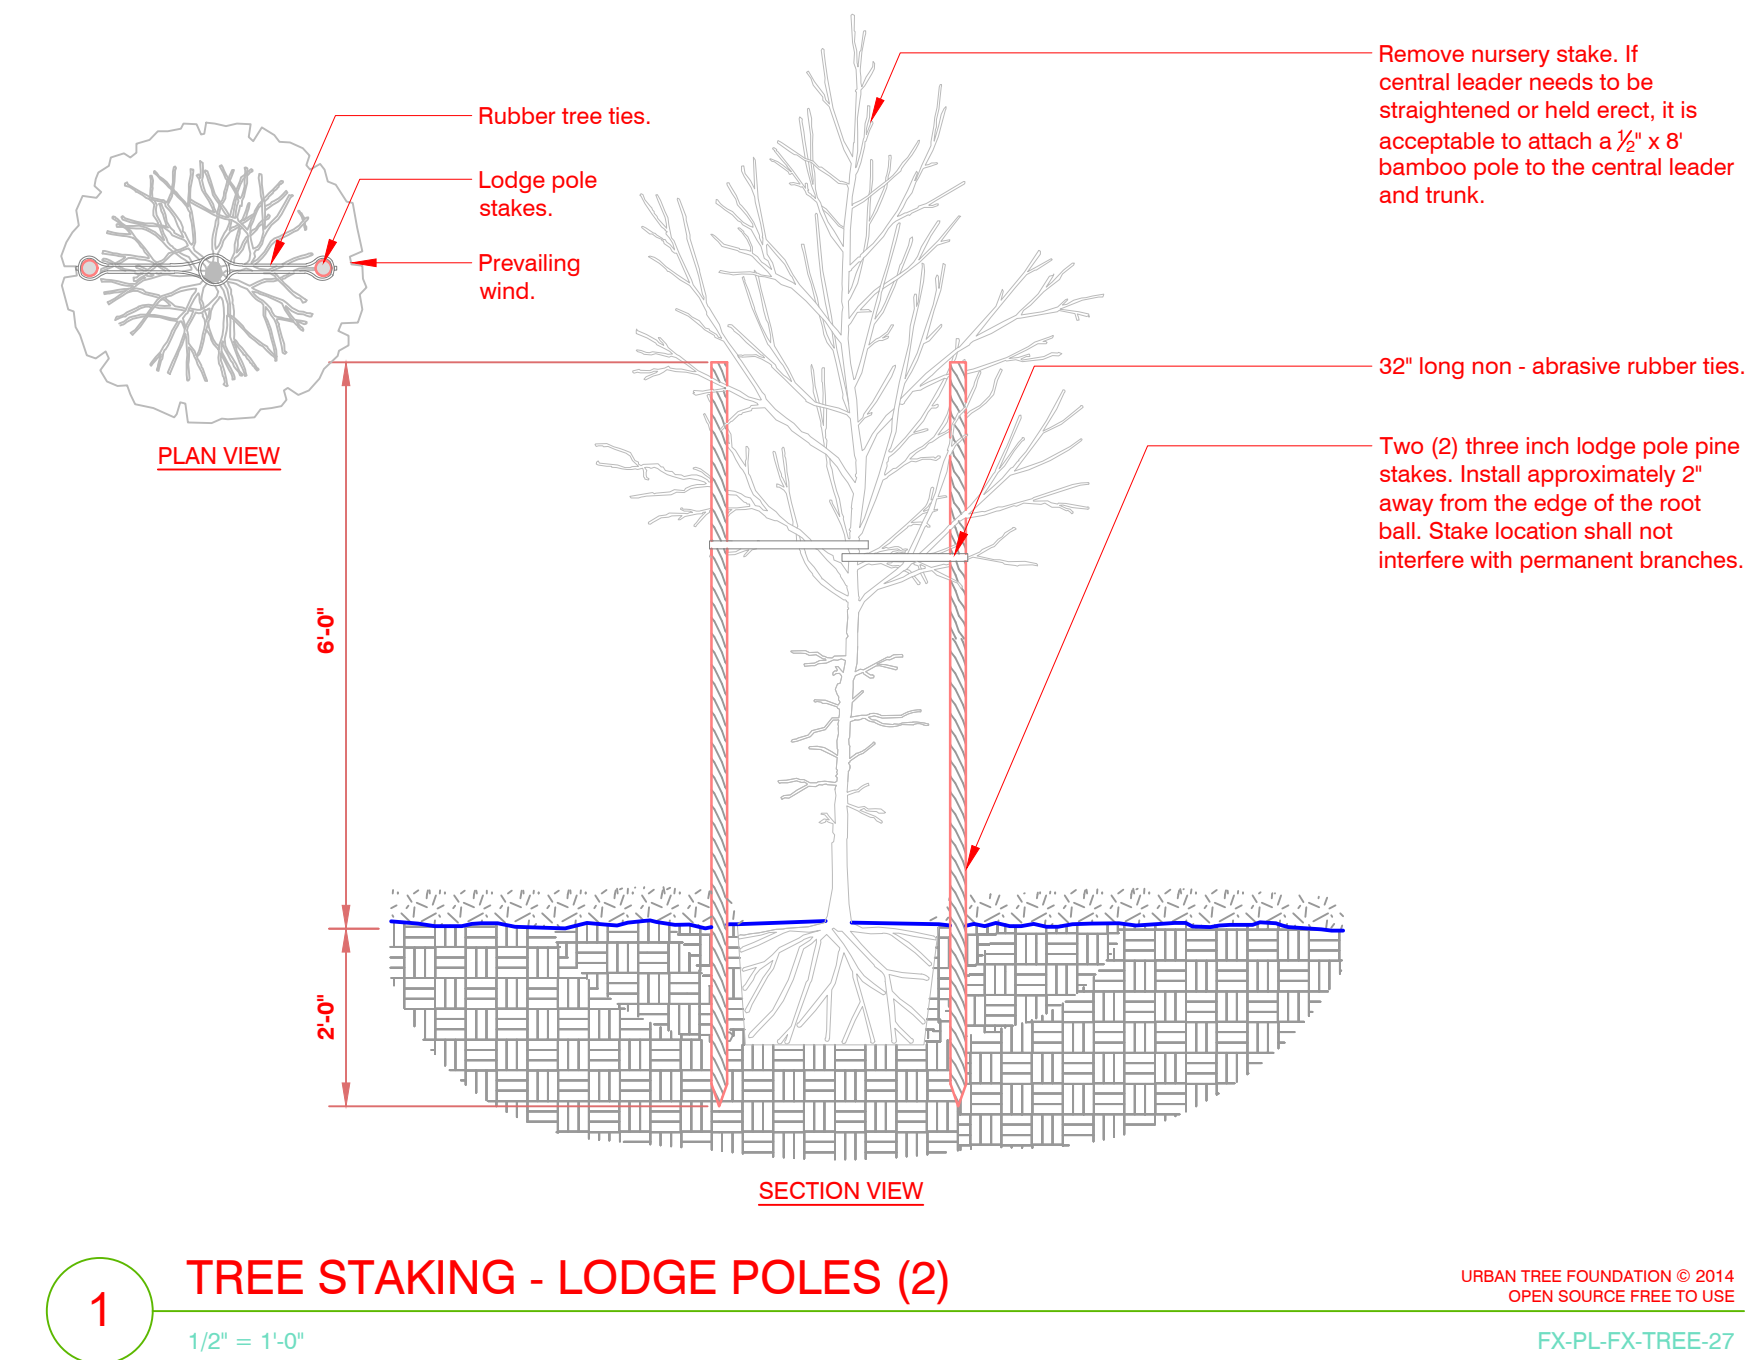 Rubber tree ties.
Lodge pole
stakes.
Prevailing
wind.
PLAN VIEW
Remove nursery stake. If
central leader needs to be
straightened or held erect, it is
acceptable to attach a ½" x 8'
bamboo pole to the central leader
and trunk.
32" long non - abrasive rubber ties.
Two (2) three inch lodge pole pine
stakes. Install approximately 2"
away from the edge of the root
ball. Stake location shall not
interfere with permanent branches.
6'-0"
2'-0"
SECTION VIEW
1
TREE STAKING - LODGE POLES (2)
1/2" = 1'-0"
URBAN TREE FOUNDATION © 2014
OPEN SOURCE FREE TO USE
FX-PL-FX-TREE-27